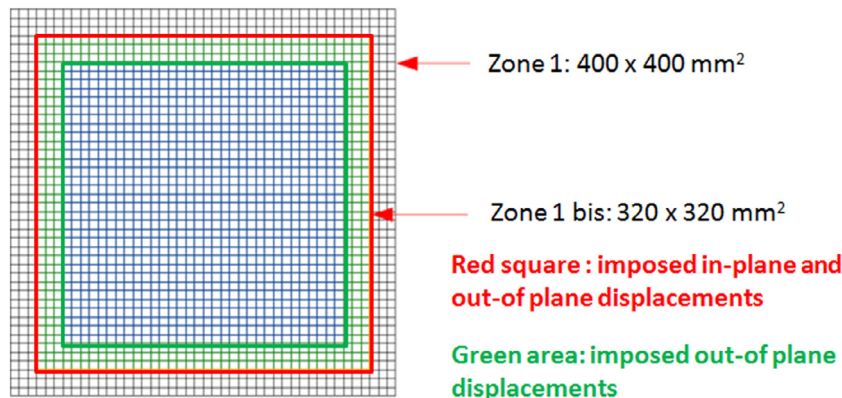 Zone 1: 400 x 400 mm²
Zone 1 bis: 320 x 320 mm²
Red square : imposed in-plane and
out-of plane displacements
Green area: imposed out-of plane
displacements